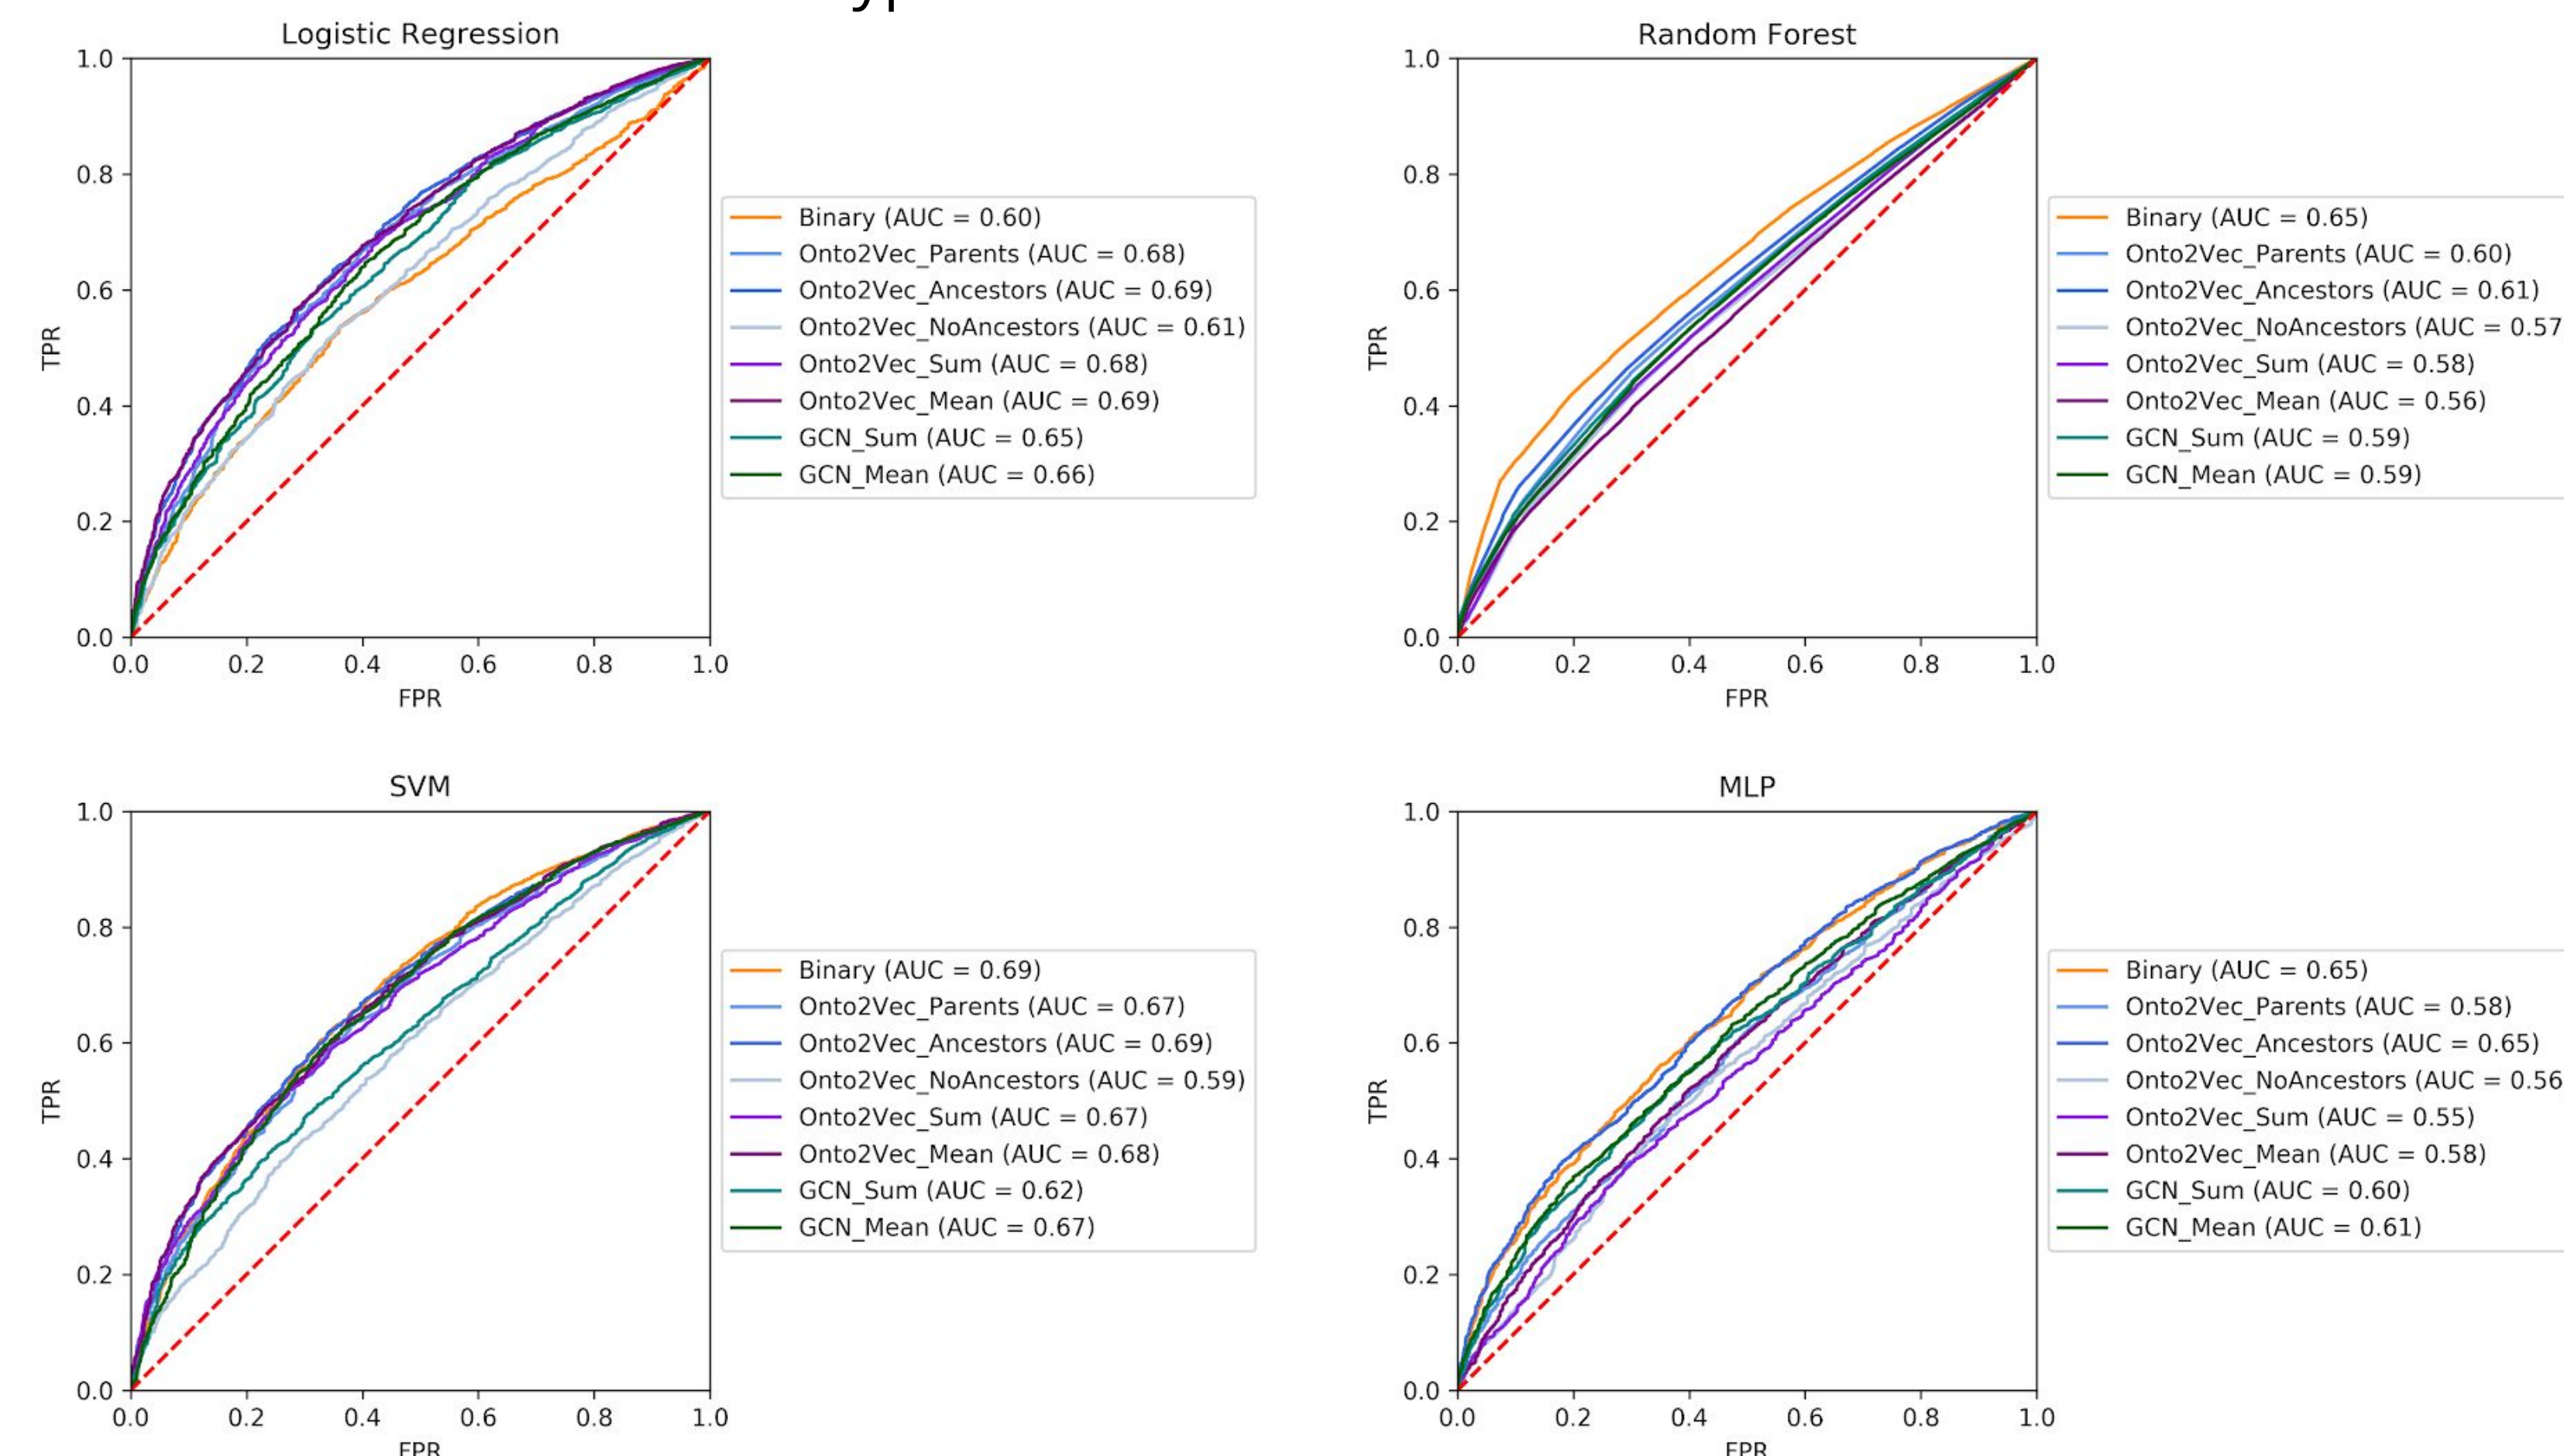 Logistic Regression
1.0
0.8
0.6
0.4
0.2
0.0
TPR
0.0 0.2 0.4 0.6 0.8 1.0
FPR
Binary (AUC = 0.60)
Onto2Vec_Parents (AUC = 0.68)
Onto2Vec_Ancestors (AUC = 0.69)
Onto2Vec_NoAncestors (AUC = 0.61)
Onto2Vec_Sum (AUC = 0.68)
Onto2Vec_Mean (AUC = 0.69)
GCN_Sum (AUC = 0.65)
GCN_Mean (AUC = 0.66)
Random Forest
1.0
0.8
0.6
0.4
0.2
0.0
TPR
0.0 0.2 0.4 0.6 0.8 1.0
FPR
Binary (AUC = 0.65)
Onto2Vec_Parents (AUC = 0.60)
Onto2Vec_Ancestors (AUC = 0.61)
Onto2Vec_NoAncestors (AUC = 0.57
Onto2Vec_Sum (AUC = 0.58)
Onto2Vec_Mean (AUC = 0.56)
GCN_Sum (AUC = 0.59)
GCN_Mean (AUC = 0.59)
SVM
1.0
0.8
0.6
0.4
0.2
0.0
TPR
0.0 0.2 0.4 0.6 0.8 1.0
FPR
Binary (AUC = 0.69)
Onto2Vec_Parents (AUC = 0.67)
Onto2Vec_Ancestors (AUC = 0.69)
Onto2Vec_NoAncestors (AUC = 0.59)
Onto2Vec_Sum (AUC = 0.67)
Onto2Vec_Mean (AUC = 0.68)
GCN_Sum (AUC = 0.62)
GCN_Mean (AUC = 0.67)
MLP
1.0
0.8
0.6
0.4
0.2
0.0
TPR
0.0 0.2 0.4 0.6 0.8 1.0
FPR
Binary (AUC = 0.65)
Onto2Vec_Parents (AUC = 0.58)
Onto2Vec_Ancestors (AUC = 0.65)
Onto2Vec_NoAncestors (AUC = 0.56
Onto2Vec_Sum (AUC = 0.55)
Onto2Vec_Mean (AUC = 0.58)
GCN_Sum (AUC = 0.60)
GCN_Mean (AUC = 0.61)